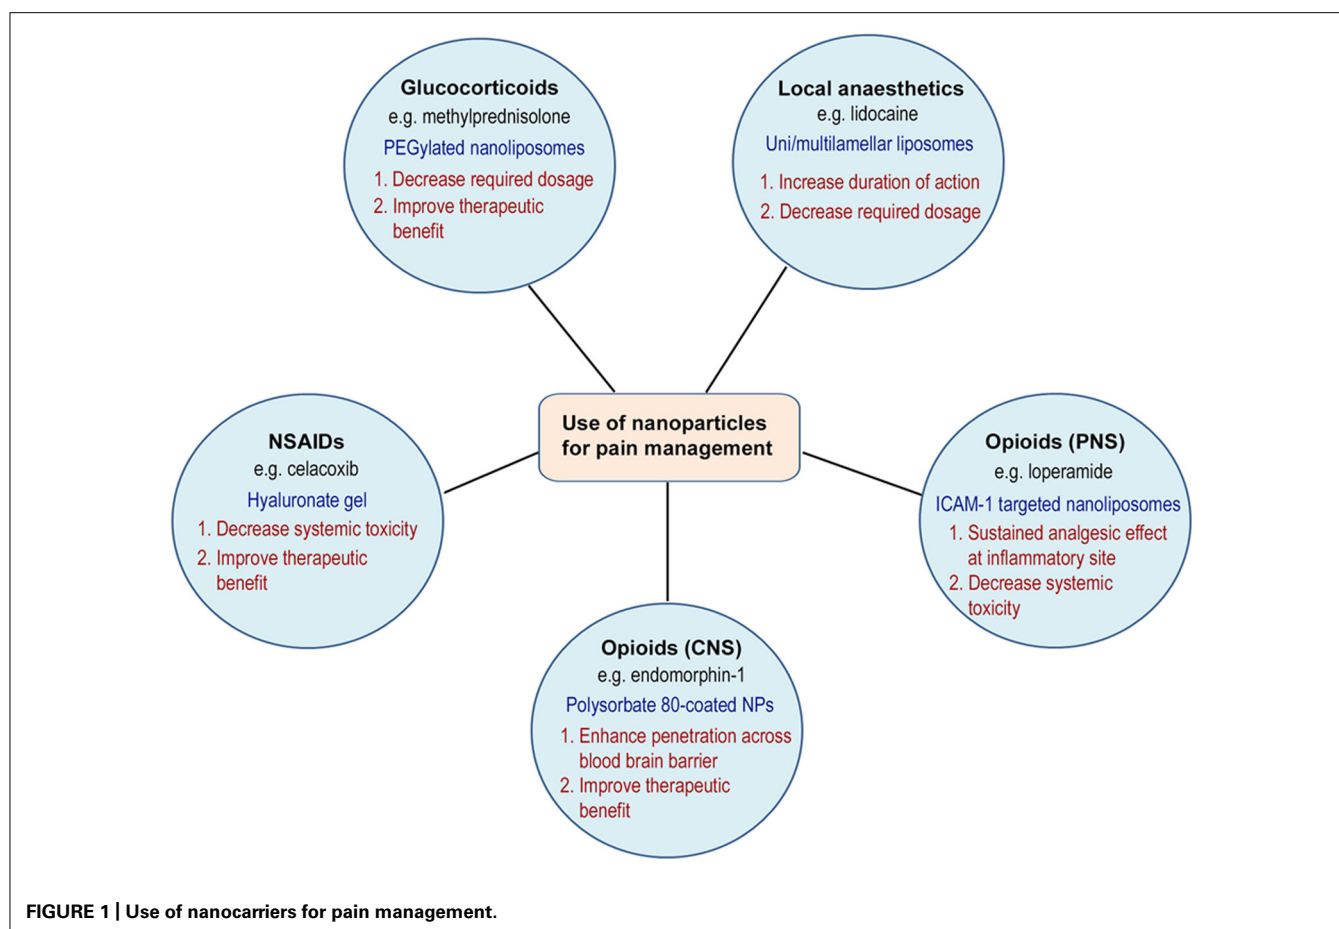 Glucocorticoids
e.g. methylprednisolone
PEGylated nanoliposomes
1. Decrease required dosage
2. Improve therapeutic
benefit
Local anaesthetics
e.g. lidocaine
Uni/multilamellar liposomes
1. Increase duration of action
2. Decrease required dosage
Use of nanoparticles
for pain management
NSAIDs
e.g. celacoxib
Hyaluronate gel
1. Decrease systemic toxicity
2. Improve therapeutic
benefit
Opioids (PNS)
e.g. loperamide
ICAM-1 targeted nanoliposomes
1. Sustained analgesic effect
at inflammatory site
2. Decrease systemic
toxicity
Opioids (CNS)
e.g. endomorphin-1
Polysorbate 80-coated NPs
1. Enhance penetration across
blood brain barrier
2. Improve therapeutic
benefit
FIGURE 1 | Use of nanocarriers for pain management.